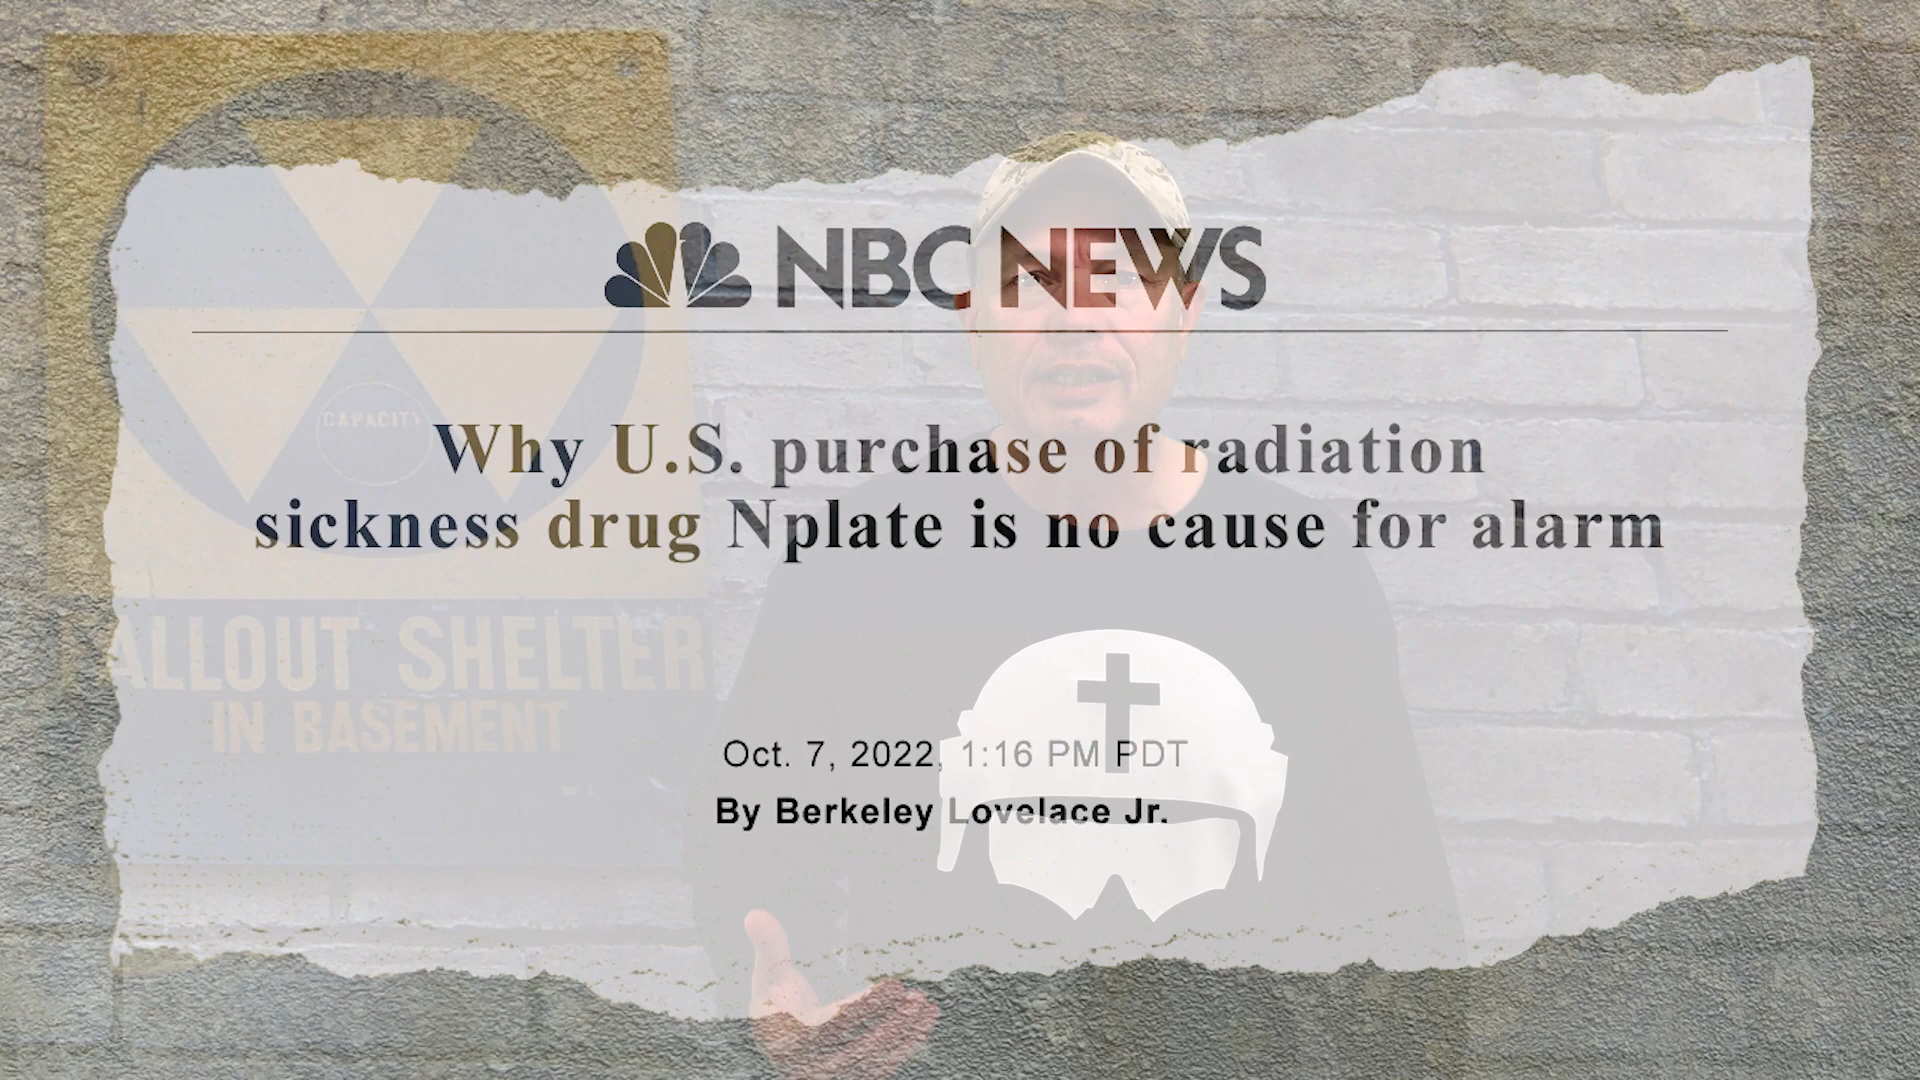 NBC NEWS
Why U.S. purchase of radiation
sickness drug Nplate is no cause for alarm
CAPACITY
FALLOUT SHELTER
IN BASEMENT
Oct. 7, 2022, 1:16 PM PDT
By Berkeley Lovelace Jr.